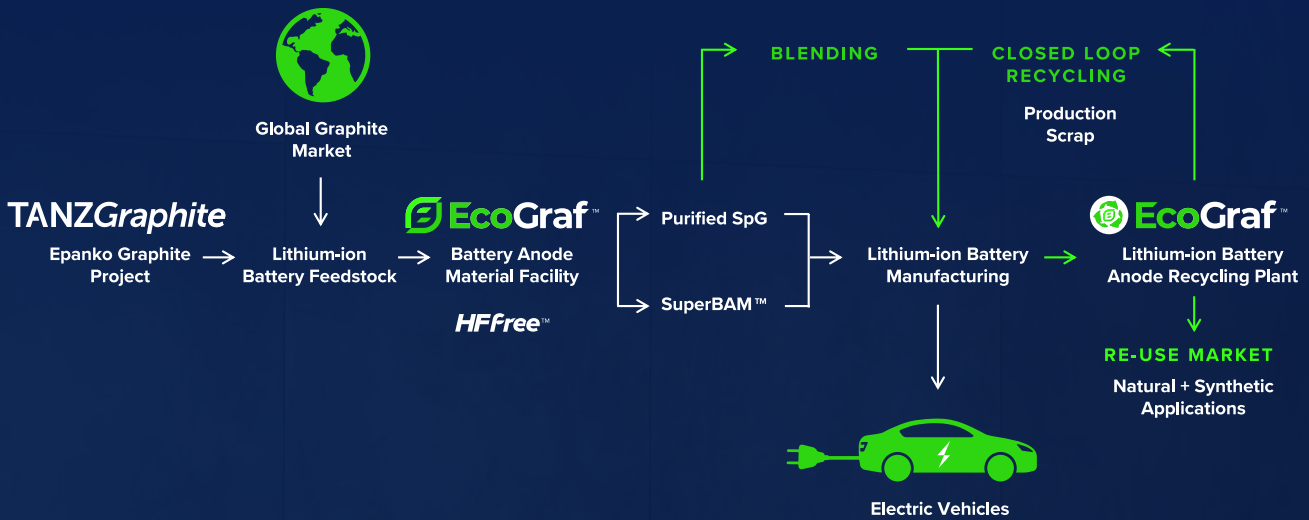 BLENDING
CLOSED LOOP
RECYCLING
Production
Scrap
Global Graphite
Market
TANZGraphite
Epanko Graphite
Project
Lithium-ion
Battery Feedstock
EcoGraf™
Battery Anode
Material Facility
HFfree™
Purified SpG
SuperBAM™
Lithium-ion Battery
Manufacturing
EcoGraf™
Lithium-ion Battery
Anode Recycling Plant
RE-USE MARKET
Natural + Synthetic
Applications
Electric Vehicles